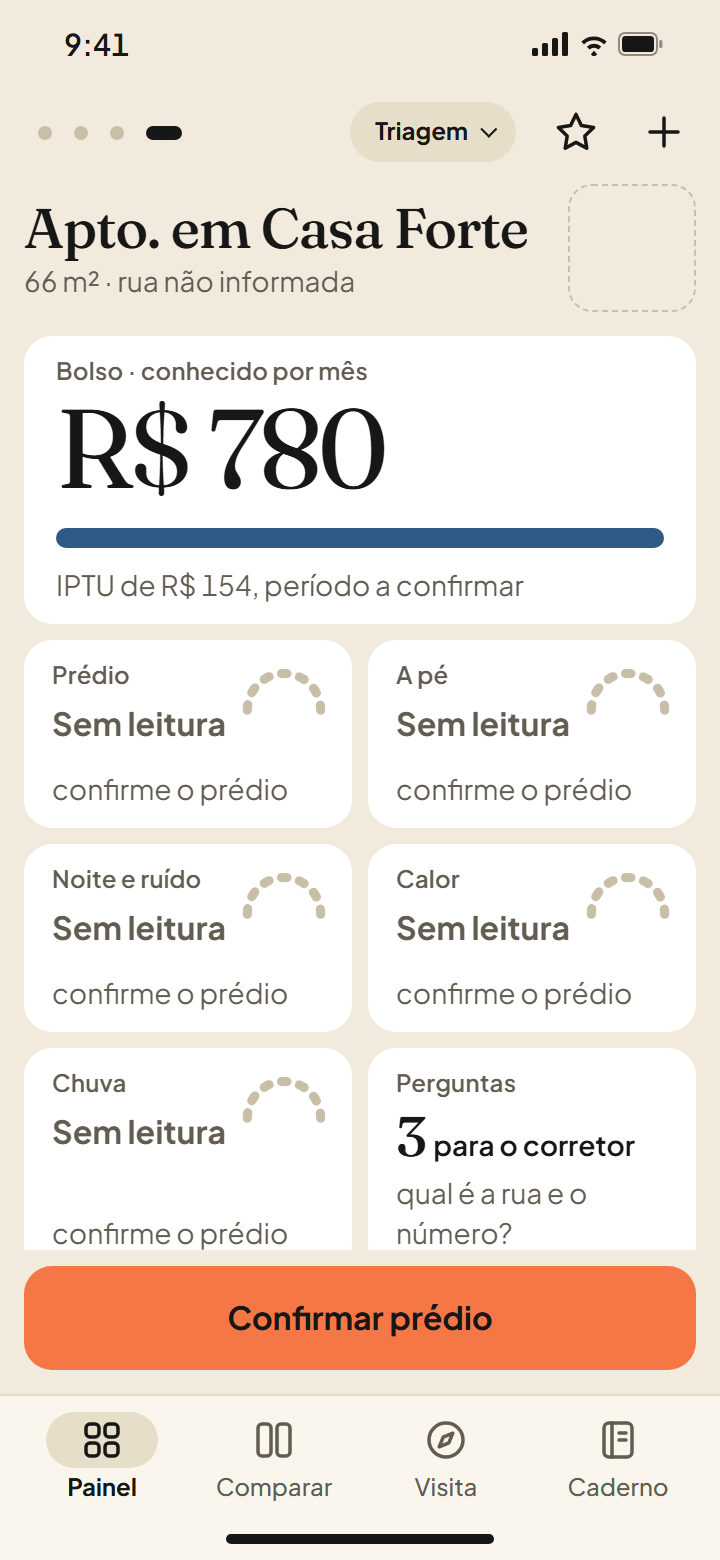 9:41
Triagem
Apto. em Casa Forte
66 m² · rua não informada
Bolso · conhecido por mês
R$ 780
IPTU de R$ 154, período a confirmar
Prédio
Sem leitura
confirme o prédio
A pé
Sem leitura
confirme o prédio
Noite e ruído
Sem leitura
confirme o prédio
Calor
Sem leitura
confirme o prédio
Chuva
Sem leitura
confirme o prédio
Perguntas
3 para o corretor
qual é a rua e o
número?
Confirmar prédio
Painel
Comparar
Visita
Caderno